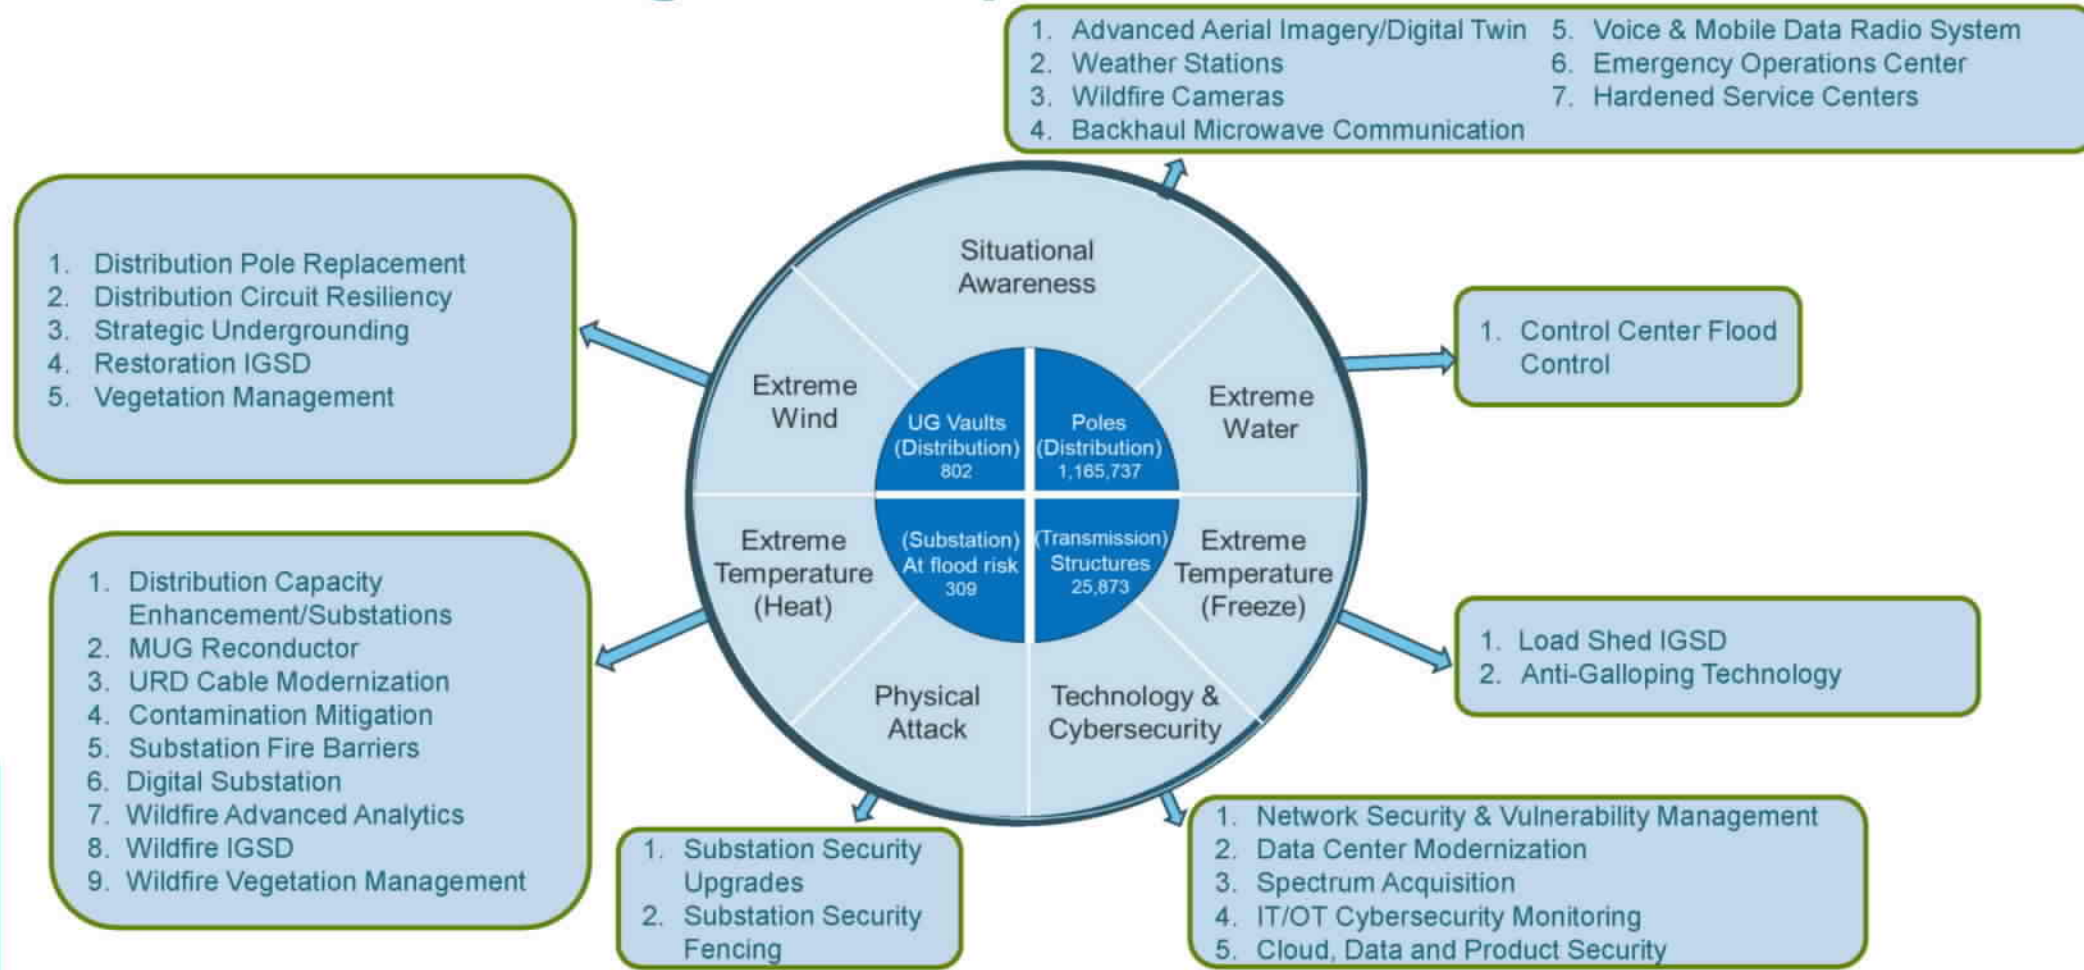 1. Advanced Aerial Imagery/Digital Twin
2. Weather Stations
3. Wildfire Cameras
4. Backhaul Microwave Communication
5. Voice & Mobile Data Radio System
6. Emergency Operations Center
7. Hardened Service Centers
1. Distribution Pole Replacement
2. Distribution Circuit Resiliency
3. Strategic Undergrounding
4. Restoration IGSD
5. Vegetation Management
Situational
Awareness
Extreme
Wind
Extreme
Water
1. Control Center Flood
Control
UG Vaults
(Distribution)
802
Poles
(Distribution)
1,165,737
(Substation)
At flood risk
309
(Transmission)
Structures
25,873
Extreme
Temperature
(Heat)
Extreme
Temperature
(Freeze)
Physical
Attack
Technology &
Cybersecurity
1. Distribution Capacity
Enhancement/Substations
2. MUG Reconductor
3. URD Cable Modernization
4. Contamination Mitigation
5. Substation Fire Barriers
6. Digital Substation
7. Wildfire Advanced Analytics
8. Wildfire IGSD
9. Wildfire Vegetation Management
1. Load Shed IGSD
2. Anti-Galloping Technology
1. Substation Security
Upgrades
2. Substation Security
Fencing
1. Network Security & Vulnerability Management
2. Data Center Modernization
3. Spectrum Acquisition
4. IT/OT Cybersecurity Monitoring
5. Cloud, Data and Product Security